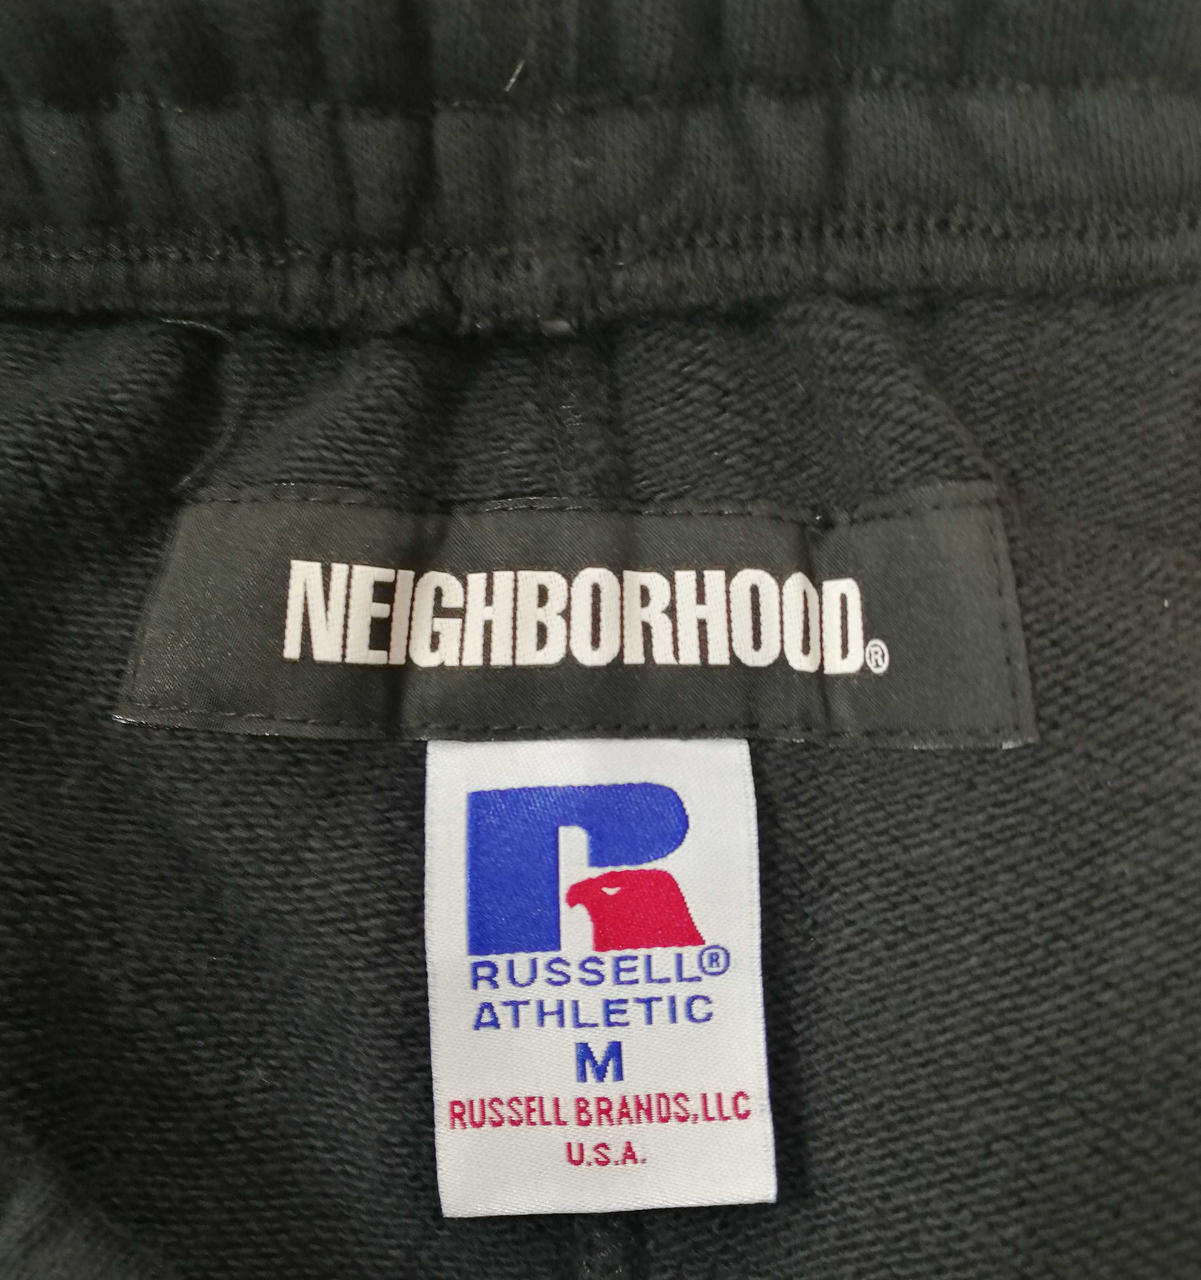 NEIGHBORHOOD®
RUSSELL®
ATHLETIC
M
RUSSELL BRANDS, LLC
U.S.A.